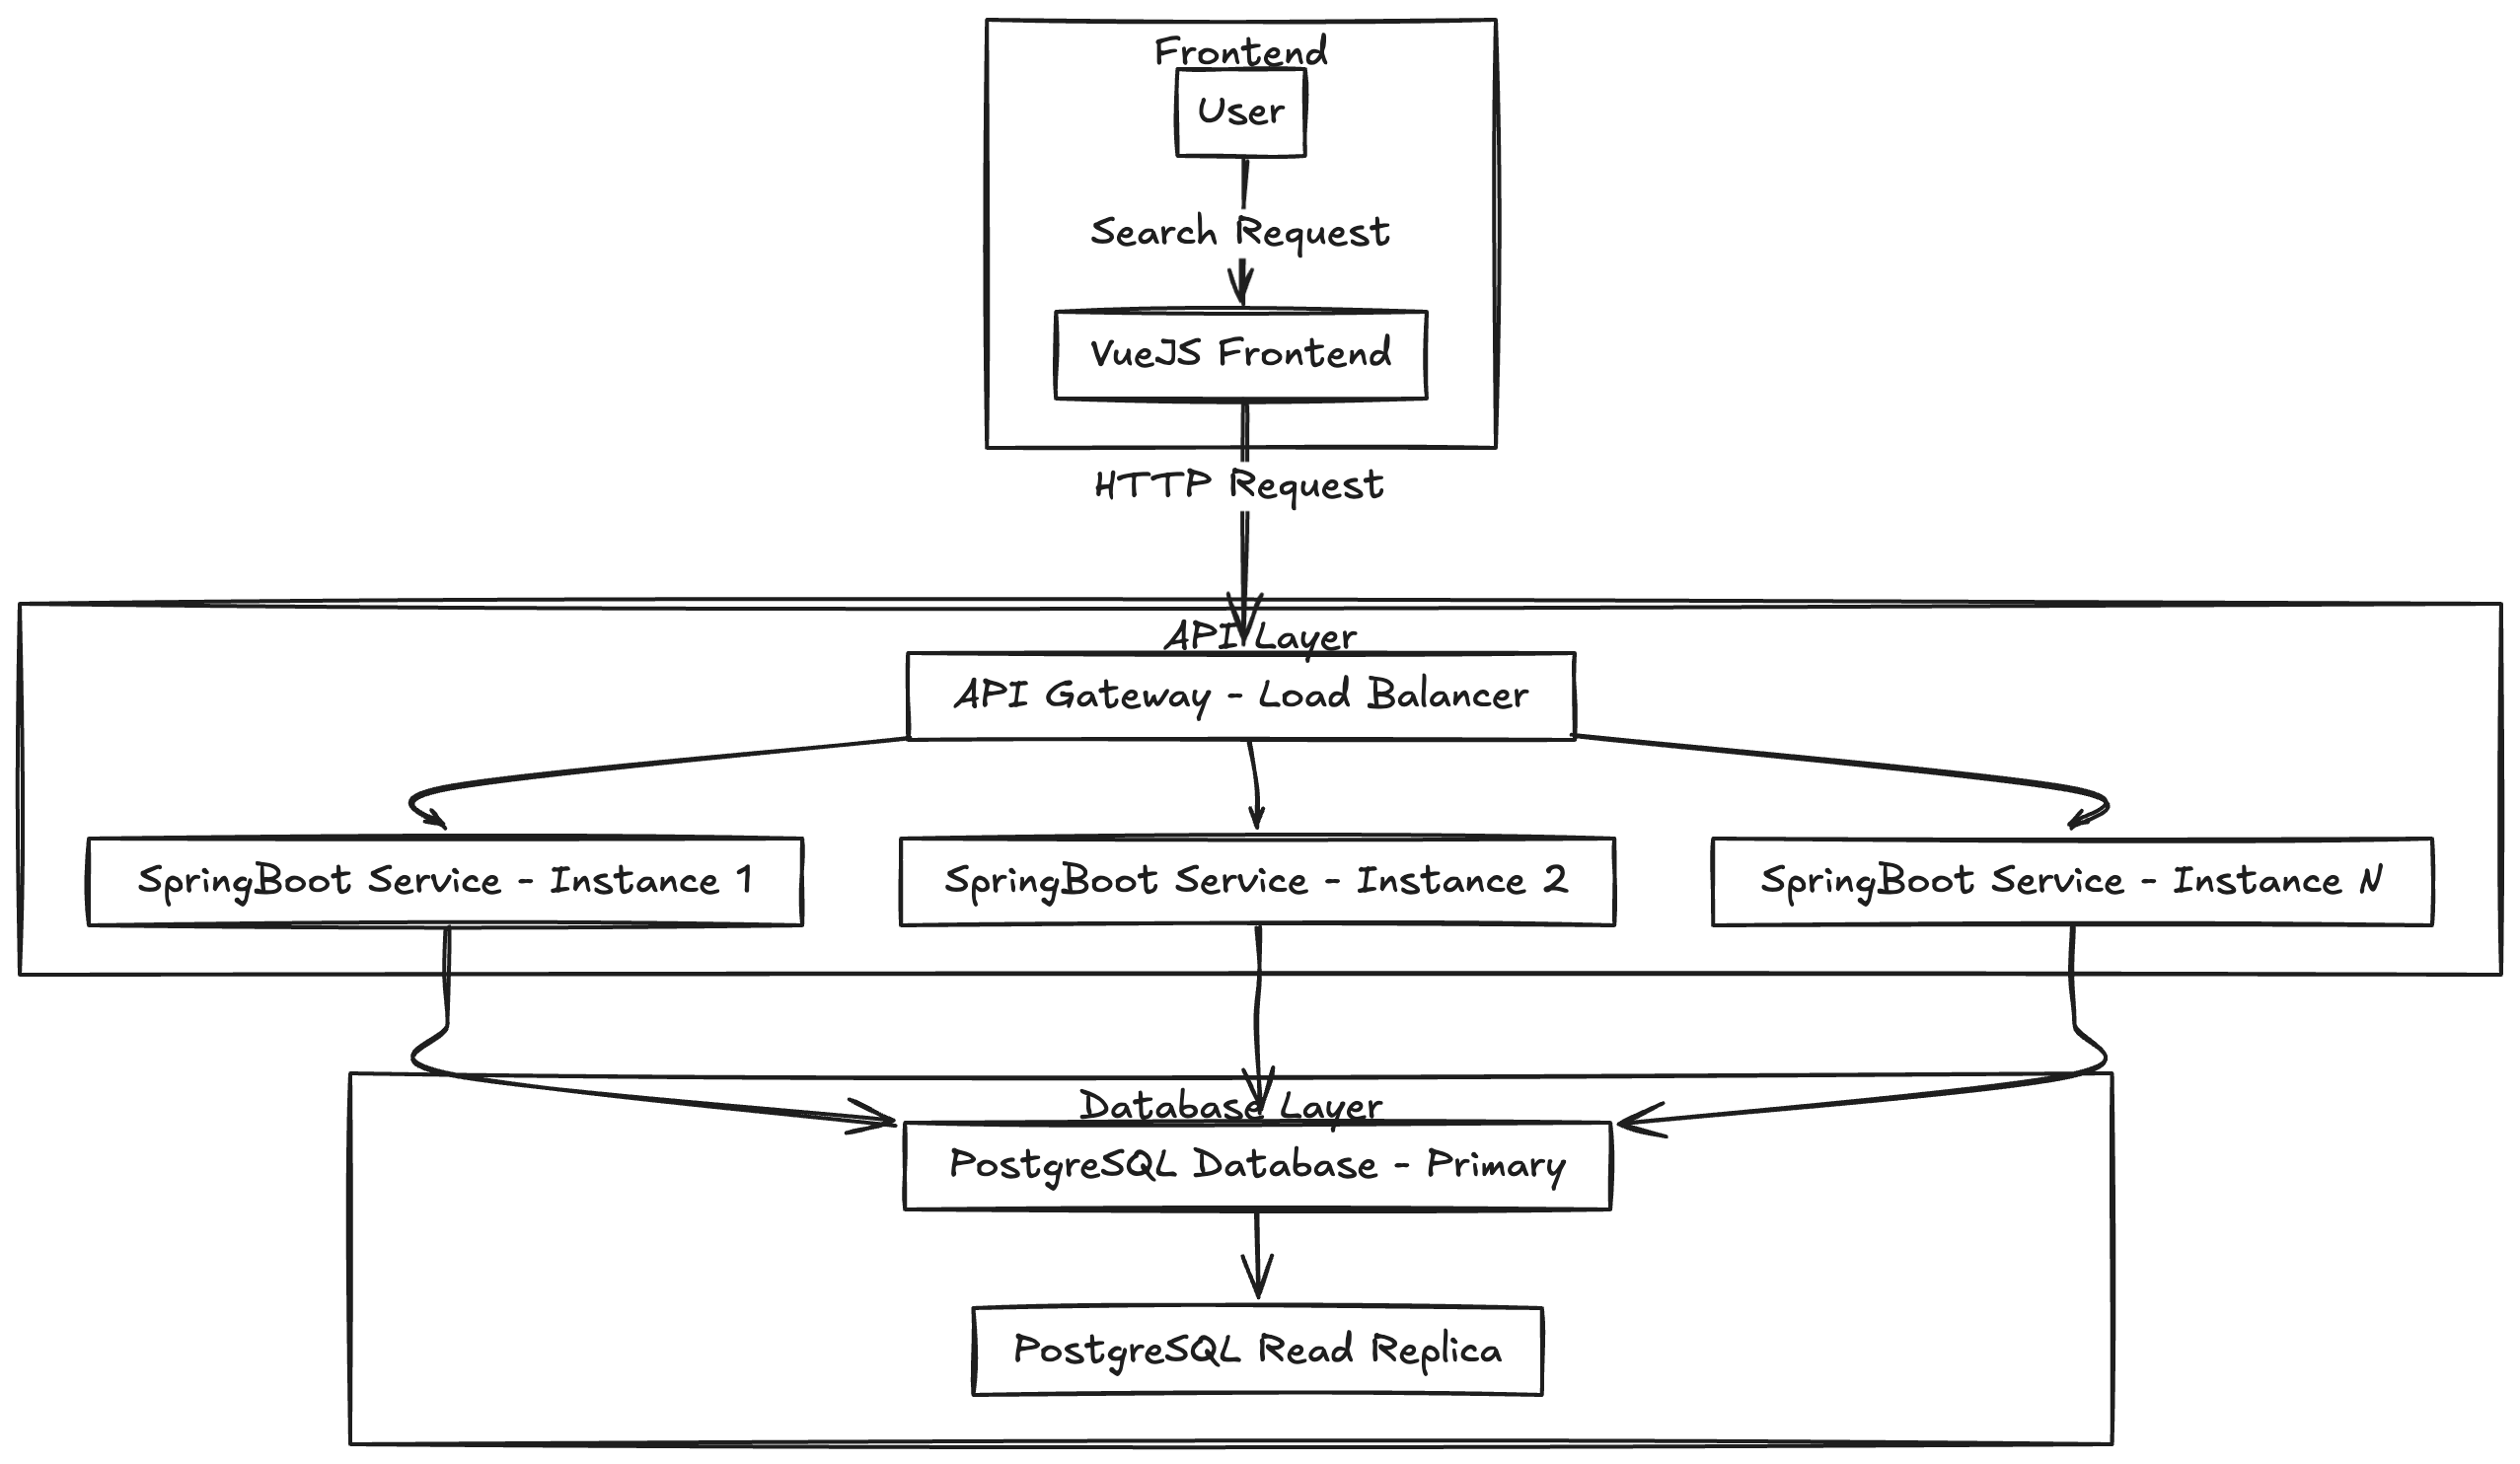 Frontend
User
Search Request
VueJS Frontend
HTTP Request
API Layer
API Gateway - Load Balancer
SpringBoot Service - Instance 1
SpringBoot Service - Instance 2
SpringBoot Service - Instance N
Database Layer
PostgreSQL Database - Primary
PostgreSQL Read Replica